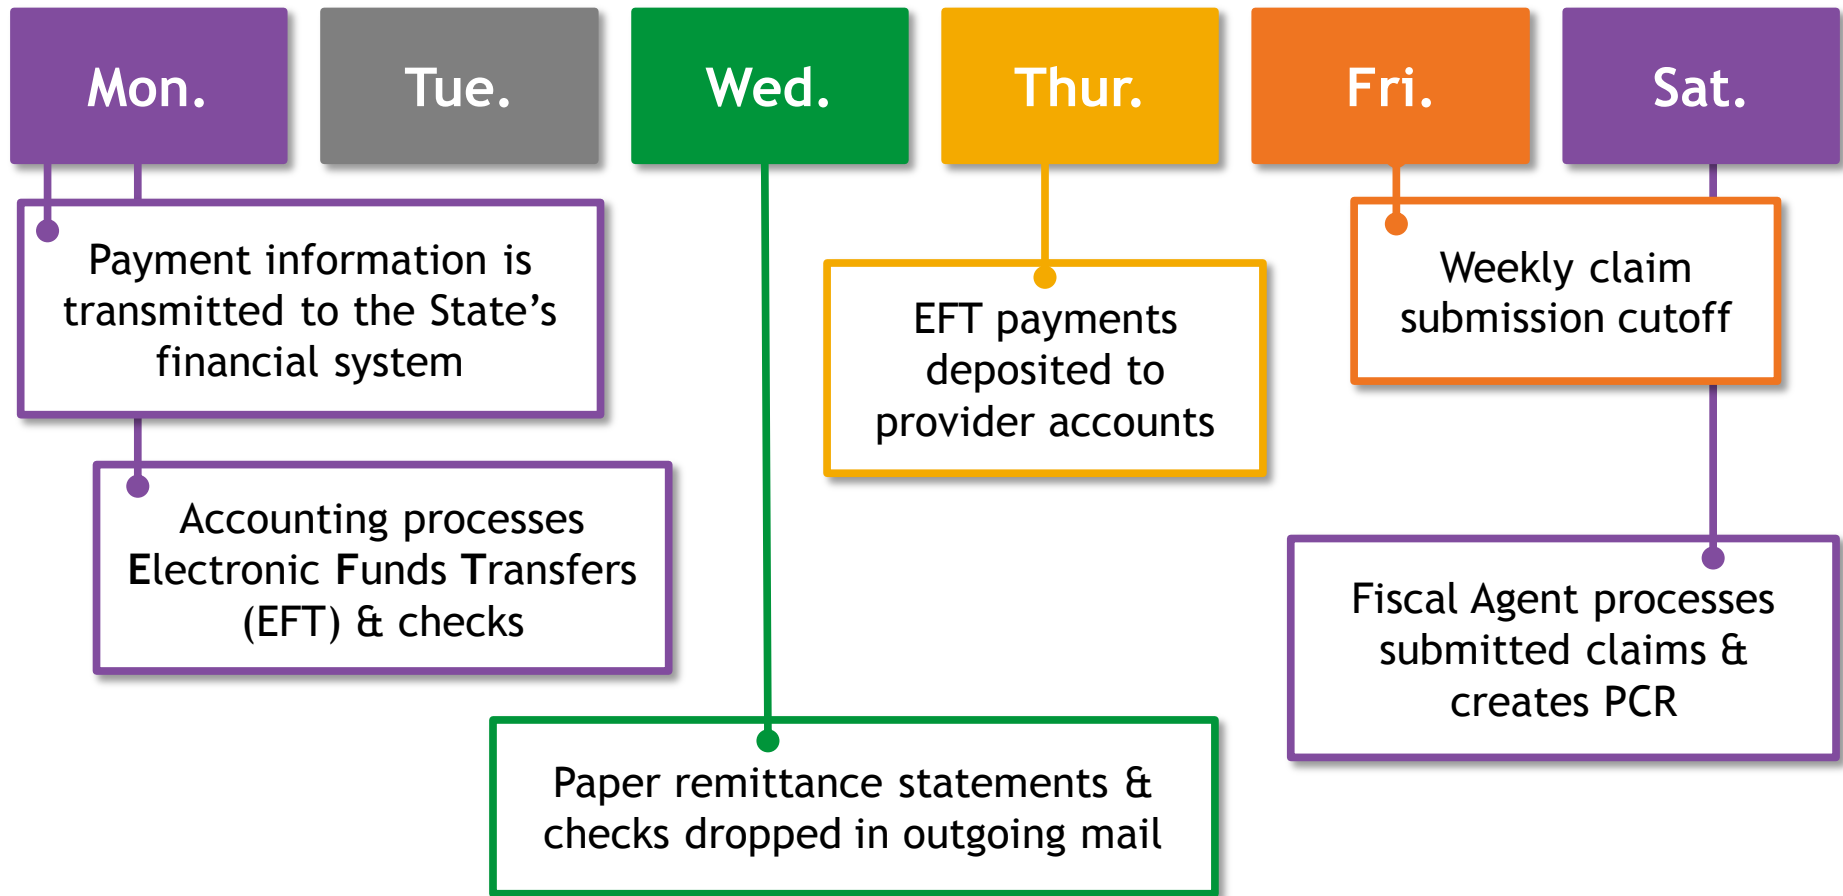 Mon.
Tue.
Wed.
Thur.
Fri.
Sat.
Payment information is
transmitted to the State’s
financial system
Accounting processes
Electronic Funds Transfers
(EFT) & checks
Paper remittance statements &
checks dropped in outgoing mail
EFT payments
deposited to
provider accounts
Weekly claim
submission cutoff
Fiscal Agent processes
submitted claims &
creates PCR